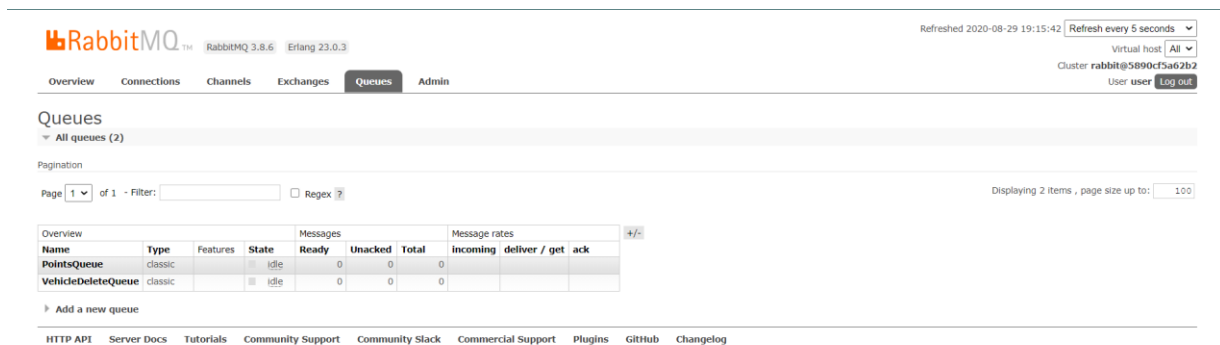 RabbitMQ TM RabbitMQ 3.8.6 Erlang 23.0.3
Refreshed 2020-08-29 19:15:42 Refresh every 5 seconds
Virtual host All
Cluster rabbit@5890cf5a62b2
User user Log out
Overview Connections Channels Exchanges Queues Admin
Queues
All queues (2)
Pagination
Page 1 of 1 - Filter: Regex ?
Displaying 2 items , page size up to: 100
Overview Messages Message rates +/-
Name Type Features State Ready Unacked Total incoming deliver / get ack
PointsQueue classic idle 0 0 0
VehicleDeleteQueue classic idle 0 0 0
Add a new queue
HTTP API Server Docs Tutorials Community Support Community Slack Commercial Support Plugins GitHub Changelog